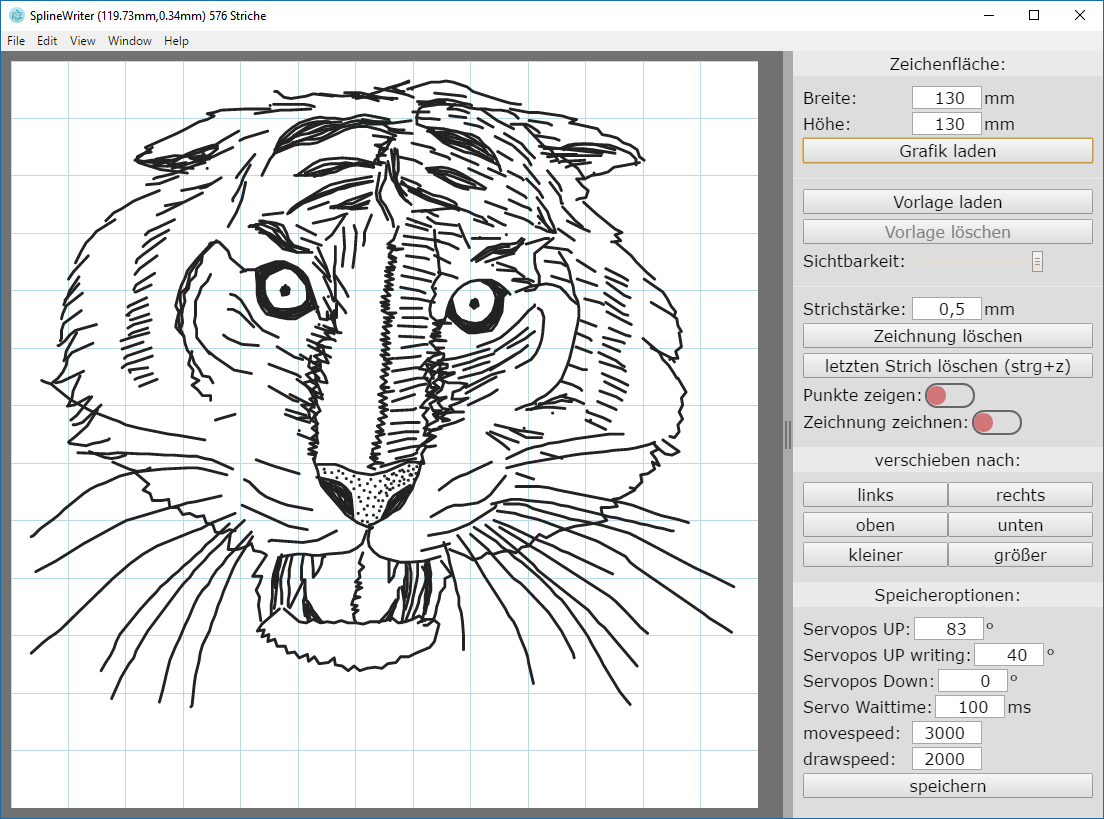 SplineWriter (119.73mm,0.34mm) 576 Striche
File Edit View Window Help
Zeichenfläche:
Breite: 130 mm
Höhe: 130 mm
Grafik laden
Vorlage laden
Vorlage löschen
Sichtbarkeit:
Strichstärke: 0,5 mm
Zeichnung löschen
letzten Strich löschen (strg+z)
Punkte zeigen:
Zeichnung zeichnen:
verschieben nach:
links rechts
oben unten
kleiner größer
Speicheroptionen:
Servopos UP: 83 °
Servopos UP writing: 40 °
Servopos Down: 0 °
Servo Waittime: 100 ms
movespeed: 3000
drawspeed: 2000
speichern